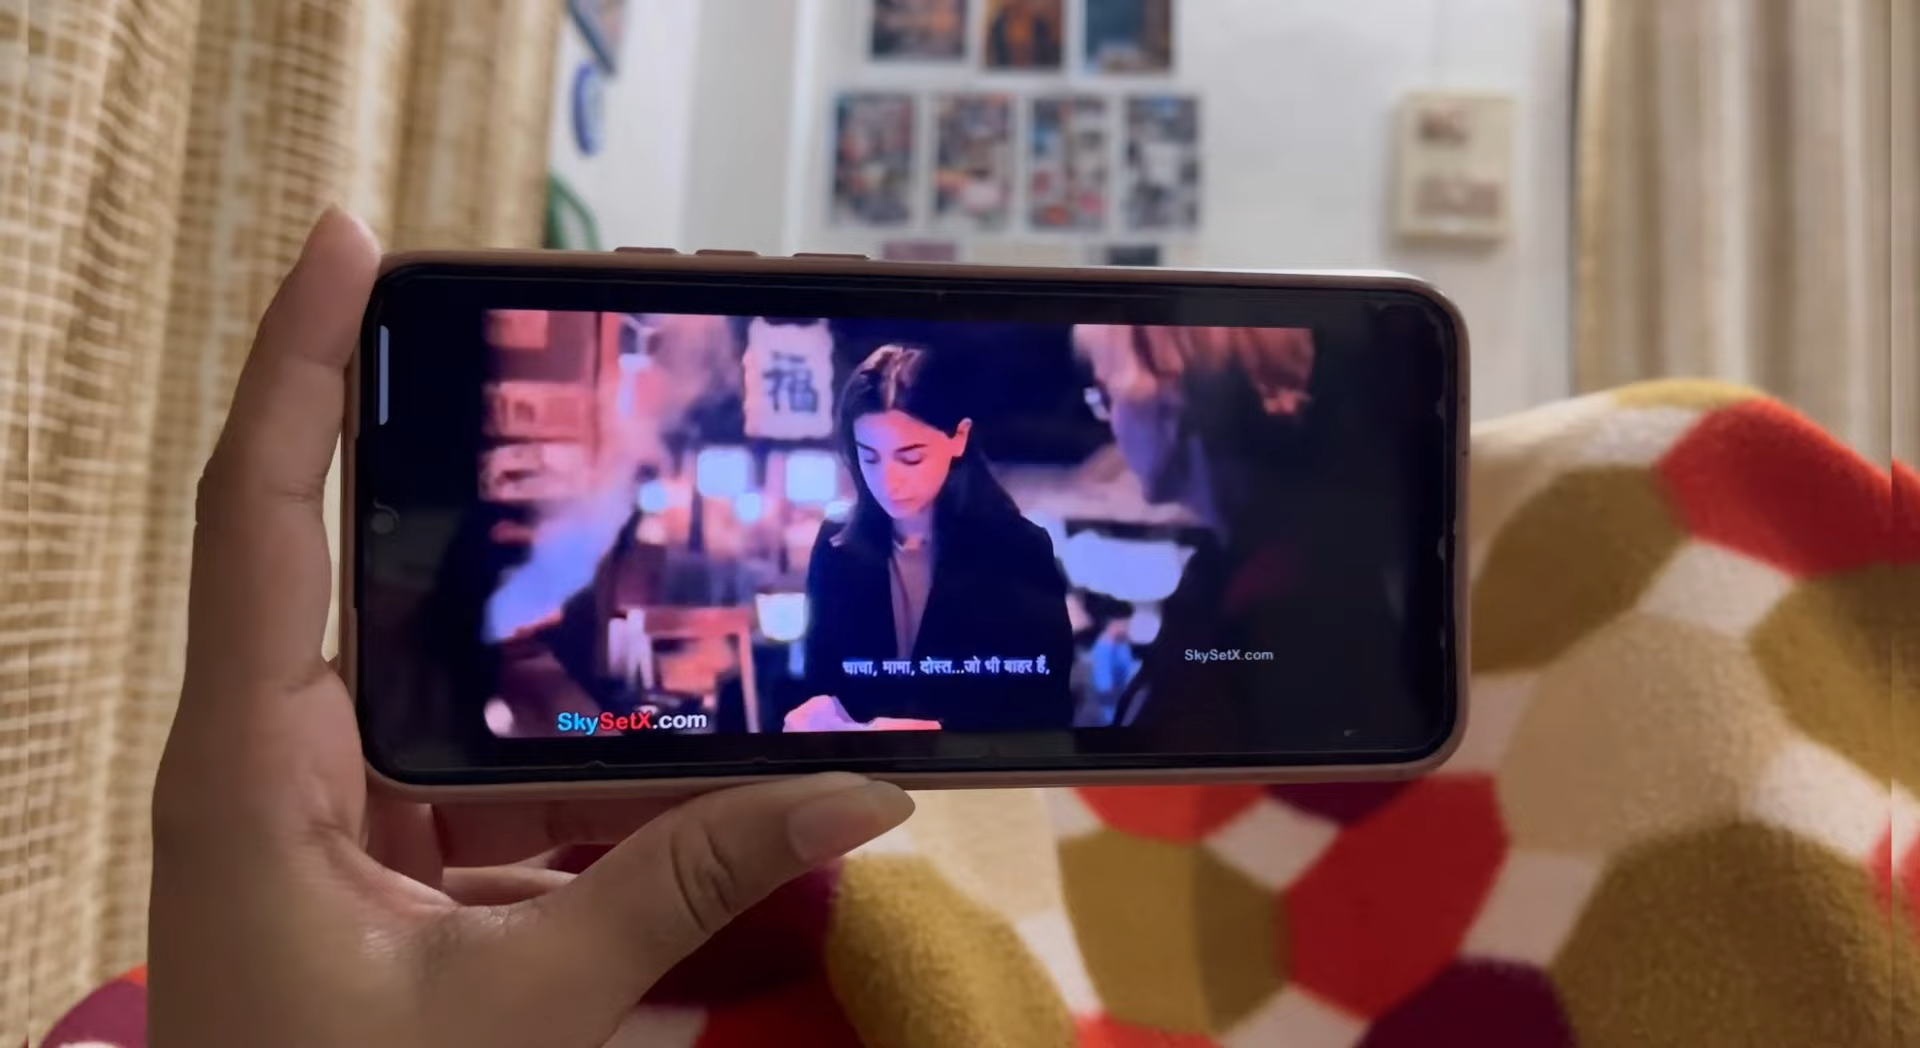 福
चाचा, मामा, दोस्त...जो भी बाहर हैं,
SkySetX.com
SkySetX.com